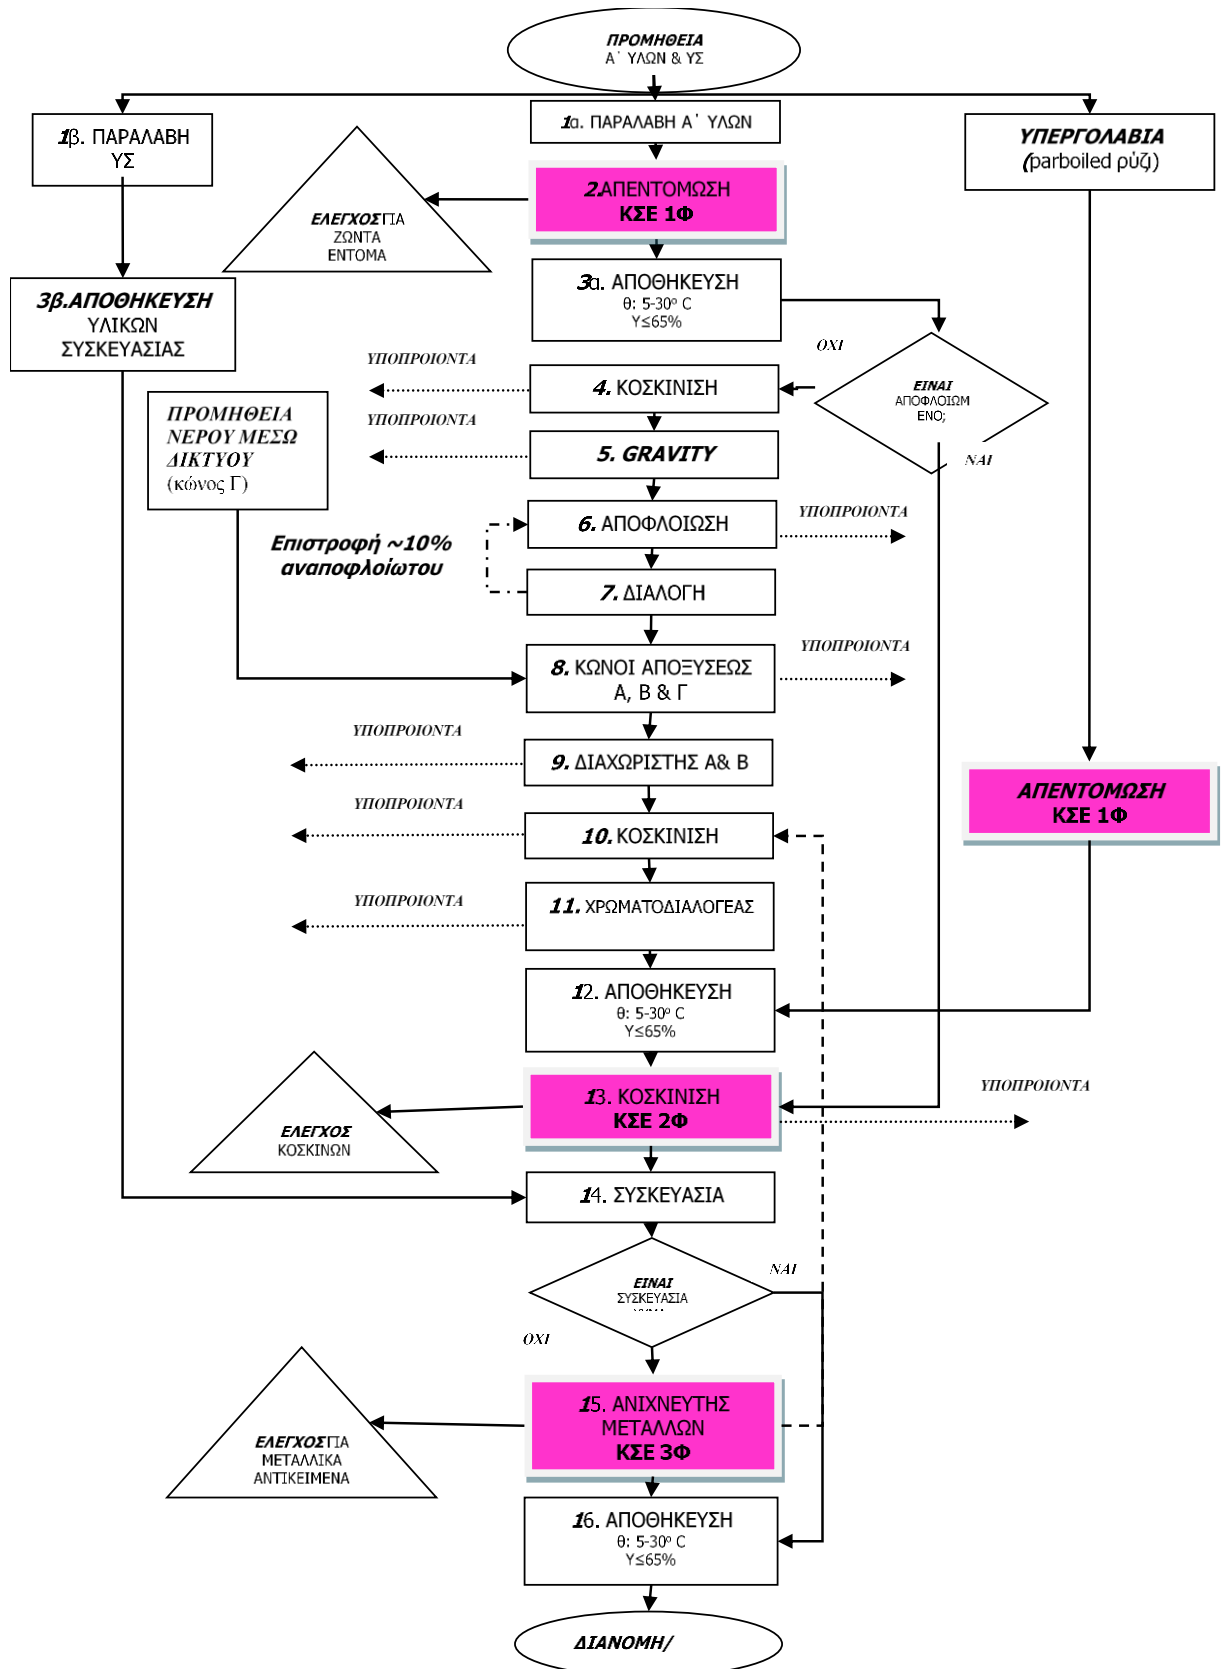 ΠΡΟΜΗΘΕΙΑ
Α΄ ΥΛΩΝ & ΥΣ
1β. ΠΑΡΑΛΑΒΗ
ΥΣ
1α. ΠΑΡΑΛΑΒΗ Α΄ ΥΛΩΝ
ΥΠΕΡΓΟΛΑΒΙΑ
(parboiled ρύζι)
2.ΑΠΕΝΤΟΜΩΣΗ
ΚΣΕ 1Φ
ΕΛΕΓΧΟΣ ΓΙΑ
ΖΩΝΤΑ
ΕΝΤΟΜΑ
3β.ΑΠΟΘΗΚΕΥΣΗ
ΥΛΙΚΩΝ
ΣΥΣΚΕΥΑΣΙΑΣ
3α. ΑΠΟΘΗΚΕΥΣΗ
θ: 5-30º C
Υ≤65%
ΟΧΙ
ΕΙΝΑΙ
ΑΠΟΦΛΟΙΩΜ
ΕΝΟ;
ΝΑΙ
ΥΠΟΠΡΟΙΟΝΤΑ
4. ΚΟΣΚΙΝΙΣΗ
ΠΡΟΜΗΘΕΙΑ
ΝΕΡΟΥ ΜΕΣΩ
ΔΙΚΤΥΟΥ
(κώνος Γ)
ΥΠΟΠΡΟΙΟΝΤΑ
5. GRAVITY
6. ΑΠΟΦΛΟΙΩΣΗ
ΥΠΟΠΡΟΙΟΝΤΑ
Επιστροφή ~10%
αναποφλοίωτου
7. ΔΙΑΛΟΓΗ
8. ΚΩΝΟΙ ΑΠΟΞΥΣΕΩΣ
Α, Β & Γ
ΥΠΟΠΡΟΙΟΝΤΑ
ΥΠΟΠΡΟΙΟΝΤΑ
9. ΔΙΑΧΩΡΙΣΤΗΣ Α& Β
ΑΠΕΝΤΟΜΩΣΗ
ΚΣΕ 1Φ
ΥΠΟΠΡΟΙΟΝΤΑ
10. ΚΟΣΚΙΝΙΣΗ
ΥΠΟΠΡΟΙΟΝΤΑ
11. ΧΡΩΜΑΤΟΔΙΑΛΟΓΕΑΣ
12. ΑΠΟΘΗΚΕΥΣΗ
θ: 5-30º C
Υ≤65%
13. ΚΟΣΚΙΝΙΣΗ
ΚΣΕ 2Φ
ΥΠΟΠΡΟΙΟΝΤΑ
ΕΛΕΓΧΟΣ
ΚΟΣΚΙΝΩΝ
14. ΣΥΣΚΕΥΑΣΙΑ
ΕΙΝΑΙ
ΣΥΣΚΕΥΑΣΙΑ
ΝΑΙ
ΟΧΙ
15. ΑΝΙΧΝΕΥΤΗΣ
ΜΕΤΑΛΛΩΝ
ΚΣΕ 3Φ
ΕΛΕΓΧΟΣ ΓΙΑ
ΜΕΤΑΛΛΙΚΑ
ΑΝΤΙΚΕΙΜΕΝΑ
16. ΑΠΟΘΗΚΕΥΣΗ
θ: 5-30º C
Υ≤65%
ΔΙΑΝΟΜΗ/